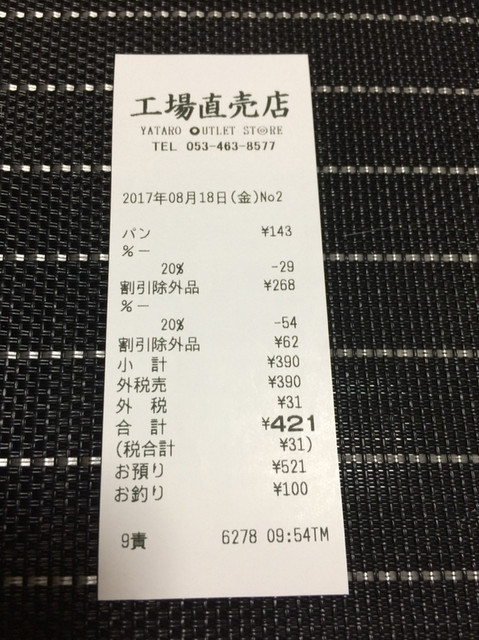 工場直売店
YATARO OUTLET STORE
TEL 053-463-8577
2017年08月18日(金)No2
パン ¥143
%−
20% -29
割引除外品 ¥268
%−
20% -54
割引除外品 ¥62
小 計 ¥390
外税売 ¥390
外 税 ¥31
合 計 ¥421
(税合計 ¥31)
お預り ¥521
お釣り ¥100
9責 6278 09:54TM